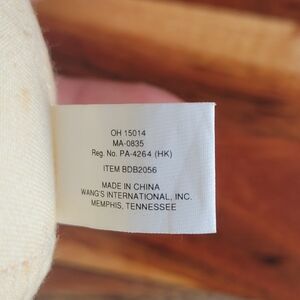 OH 15014
MA-0835
Reg. No. PA-4264 (HK)
ITEM BDB2056
MADE IN CHINA
WANG'S INTERNATIONAL, INC.
MEMPHIS, TENNESSEE